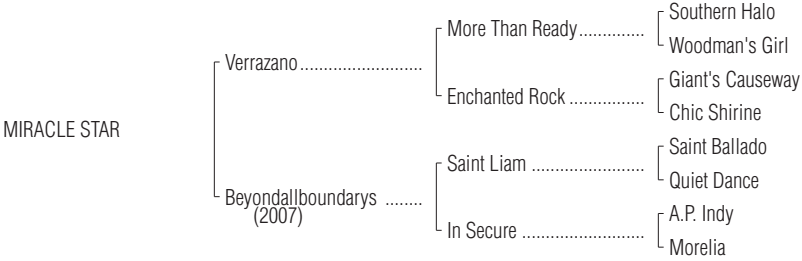 Southern Halo
More Than Ready..............
Woodman's Girl
Verrazano.........................
Giant's Causeway
Enchanted Rock ................
Chic Shirine
MIRACLE STAR
Saint Ballado
Saint Liam ........................
Quiet Dance
Beyondallboundarys ........
(2007)
A.P. Indy
In Secure ..........................
Morelia